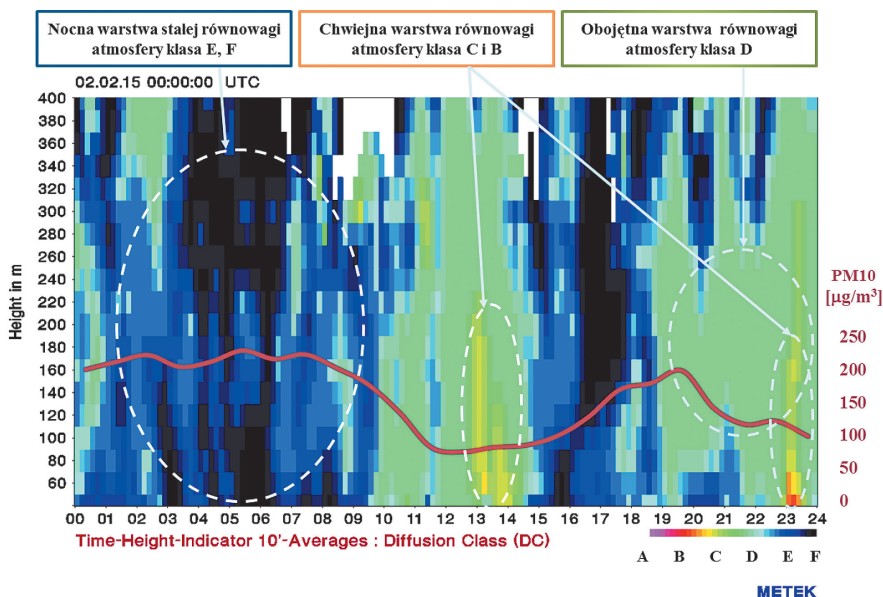 Nocna warstwa stałej równowagi
atmosfery klasa E, F
Chwiejna warstwa równowagi
atmosfery klasa C i B
Obojętna warstwa równowagi
atmosfery klasa D
02.02.15 00:00:00 UTC
Height in m
400
380
360
340
320
300
280
260
240
220
200
180
160
140
120
100
80
60
PM10
[µg/m³]
250
200
150
100
50
0
00 01 02 03 04 05 06 07 08 09 10 11 12 13 14 15 16 17 18 19 20 21 22 23 24
Time-Height-Indicator 10'-Averages : Diffusion Class (DC)
A B C D E F
METEK